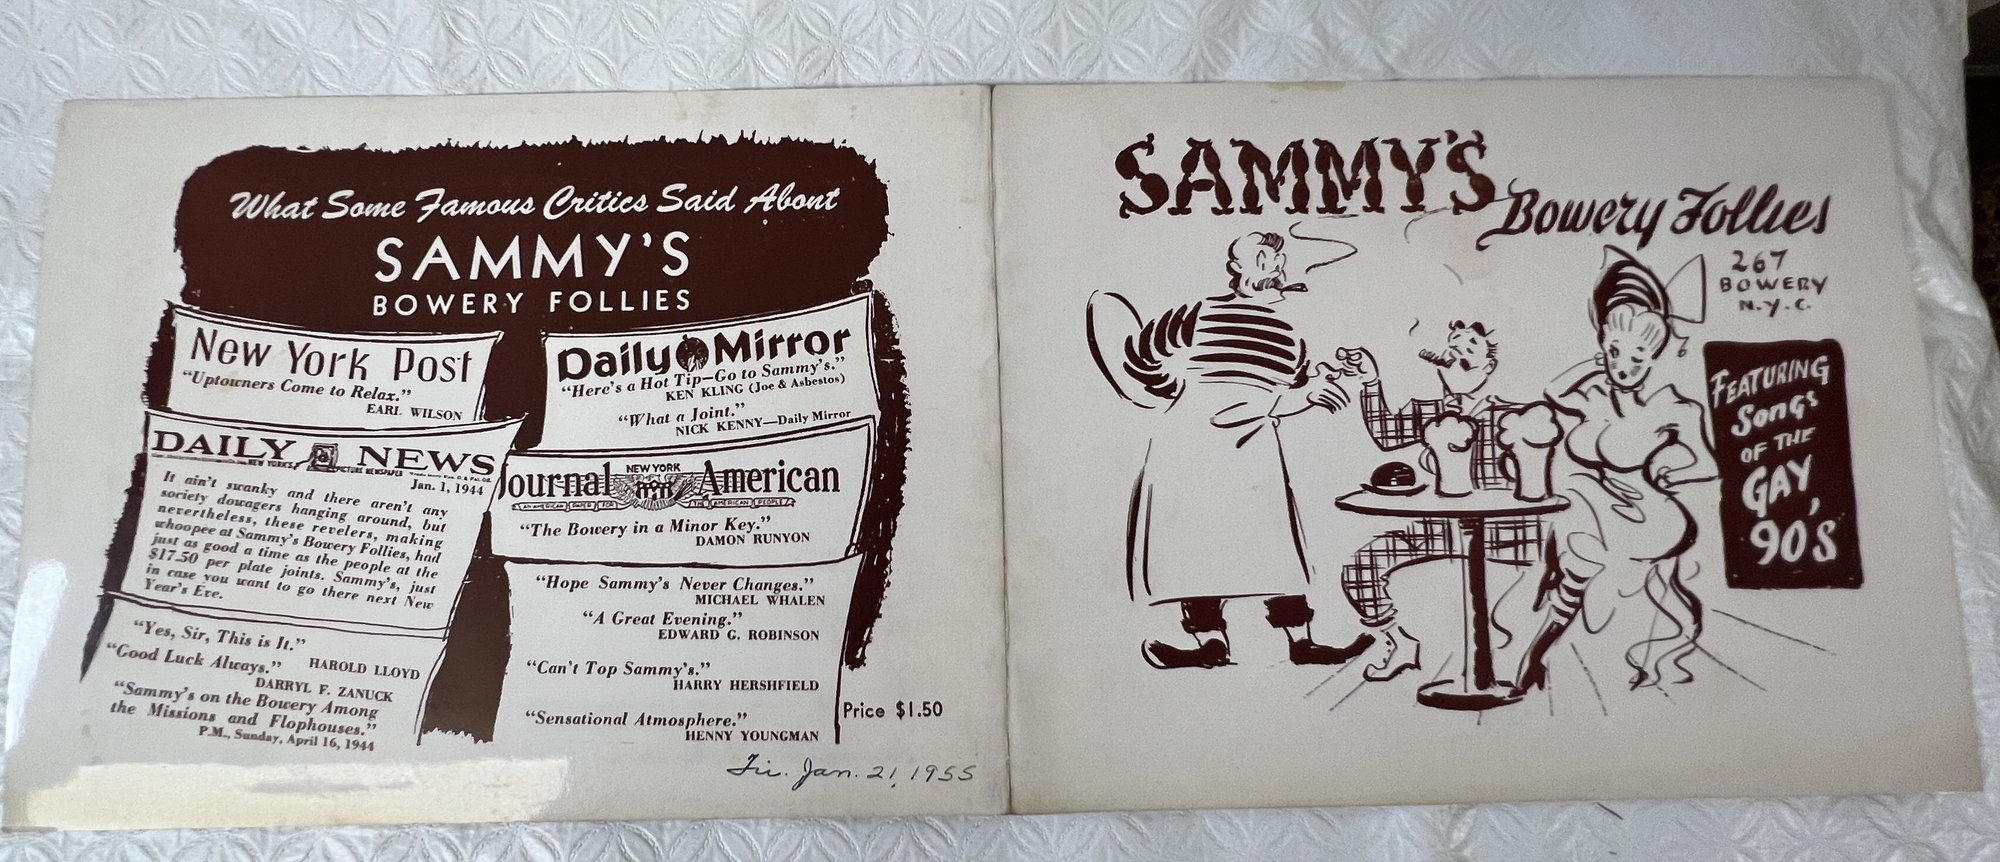 What Some Famous Critics Said About
SAMMY'S
BOWERY FOLLIES
New York Post
"Uptowners Come to Relax."
EARL WILSON
DAILY NEWS
NEW YORK'S PICTURE NEWSPAPER
Jan. 1, 1944
It ain't swanky and there aren't any
society dowagers hanging around, but
nevertheless, these revelers, making
whoopee at Sammy's Bowery Follies, had
just as good a time as the people at the
$17.50 per plate joints. Sammy's, just
in case you want to go there next New
Year's Eve.
"Yes, Sir, This is It."
HAROLD LLOYD
"Good Luck Always."
DARRYL F. ZANUCK
"Sammy's on the Bowery Among
the Missions and Flophouses."
P.M., Sunday, April 16, 1944
Daily Mirror
"Here's a Hot Tip—Go to Sammy's."
KEN KLING (Joe & Asbestos)
"What a Joint."
NICK KENNY—Daily Mirror
Journal NEW YORK American
AN AMERICAN PAPER FOR THE AMERICAN PEOPLE
"The Bowery in a Minor Key."
DAMON RUNYON
"Hope Sammy's Never Changes."
MICHAEL WHALEN
"A Great Evening."
EDWARD G. ROBINSON
"Can't Top Sammy's."
HARRY HERSHFIELD
"Sensational Atmosphere."
HENNY YOUNGMAN
Price $1.50
Fri. Jan. 21, 1955
SAMMY'S
Bowery Follies
267
BOWERY
N.Y.C.
FEATURING
Songs
OF THE
GAY
90'S